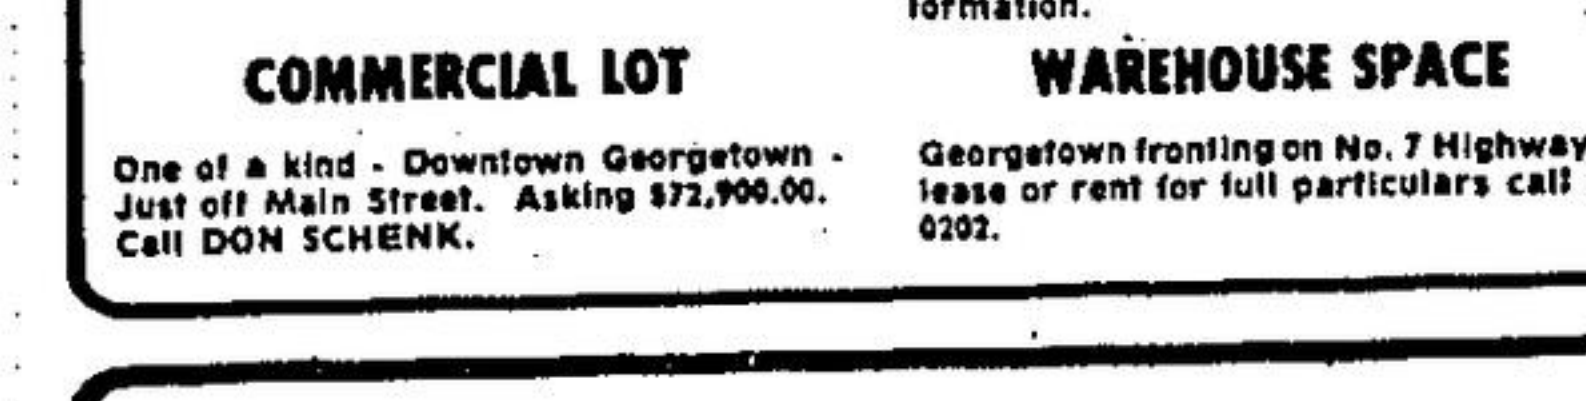 formation.
COMMERCIAL LOT
One of a kind - Downtown Georgetown -
Just off Main Street. Asking $72,900.00.
Call DON SCHENK.
WAREHOUSE SPACE
Georgetown fronting on No. 7 Highway
lease or rent for full particulars call
0202.